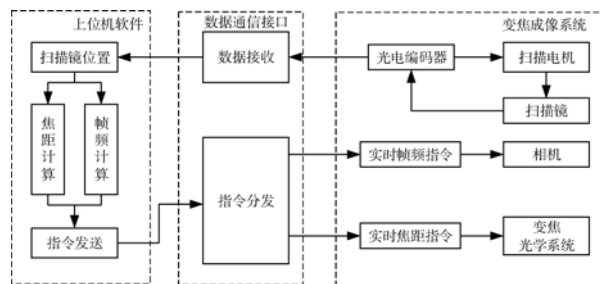 上位机软件
数据通信接口
变焦成像系统
扫描镜位置
数据接收
光电编码器
扫描电机
扫描镜
焦距计算
帧频计算
指令分发
实时帧频指令
相机
指令发送
实时焦距指令
变焦
光学系统